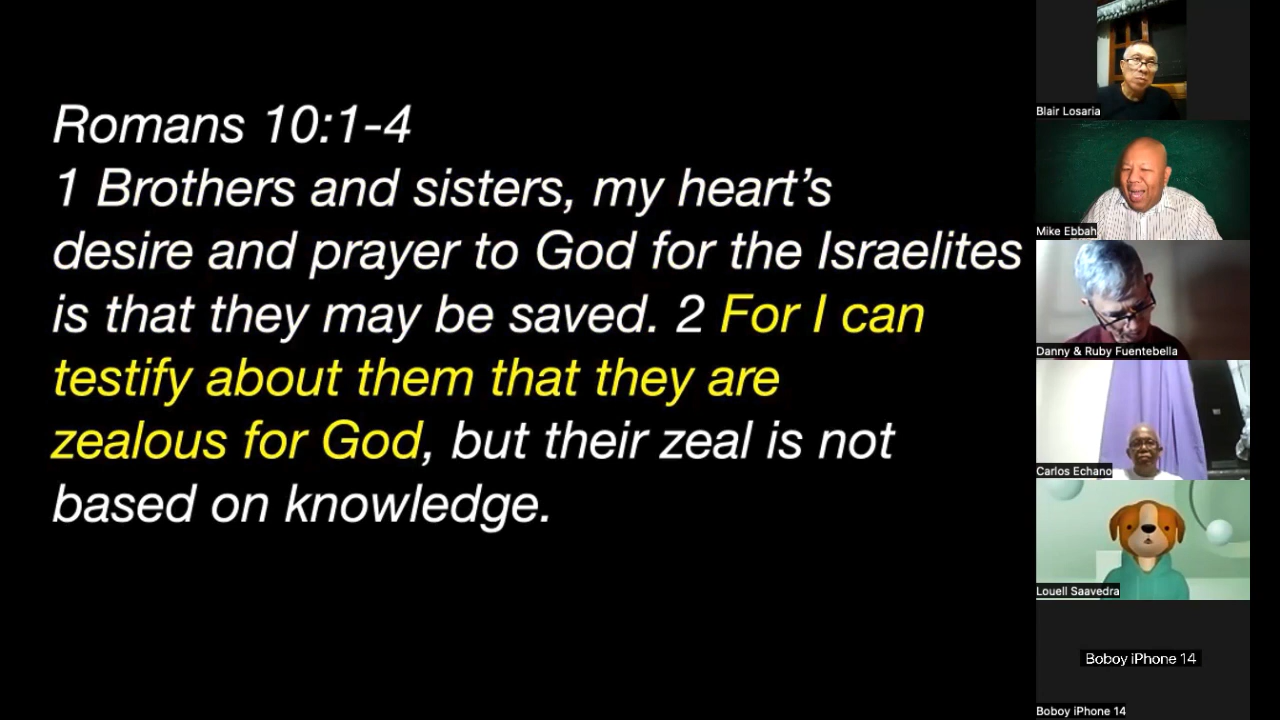 Romans 10:1-4
1 Brothers and sisters, my heart’s
desire and prayer to God for the Israelites
is that they may be saved. 2 For I can
testify about them that they are
zealous for God, but their zeal is not
based on knowledge.
Blair Losaria
Mike Ebbah
Danny & Ruby Fuentebella
Carlos Echano
Louell Saavedra
Boboy iPhone 14
Boboy iPhone 14